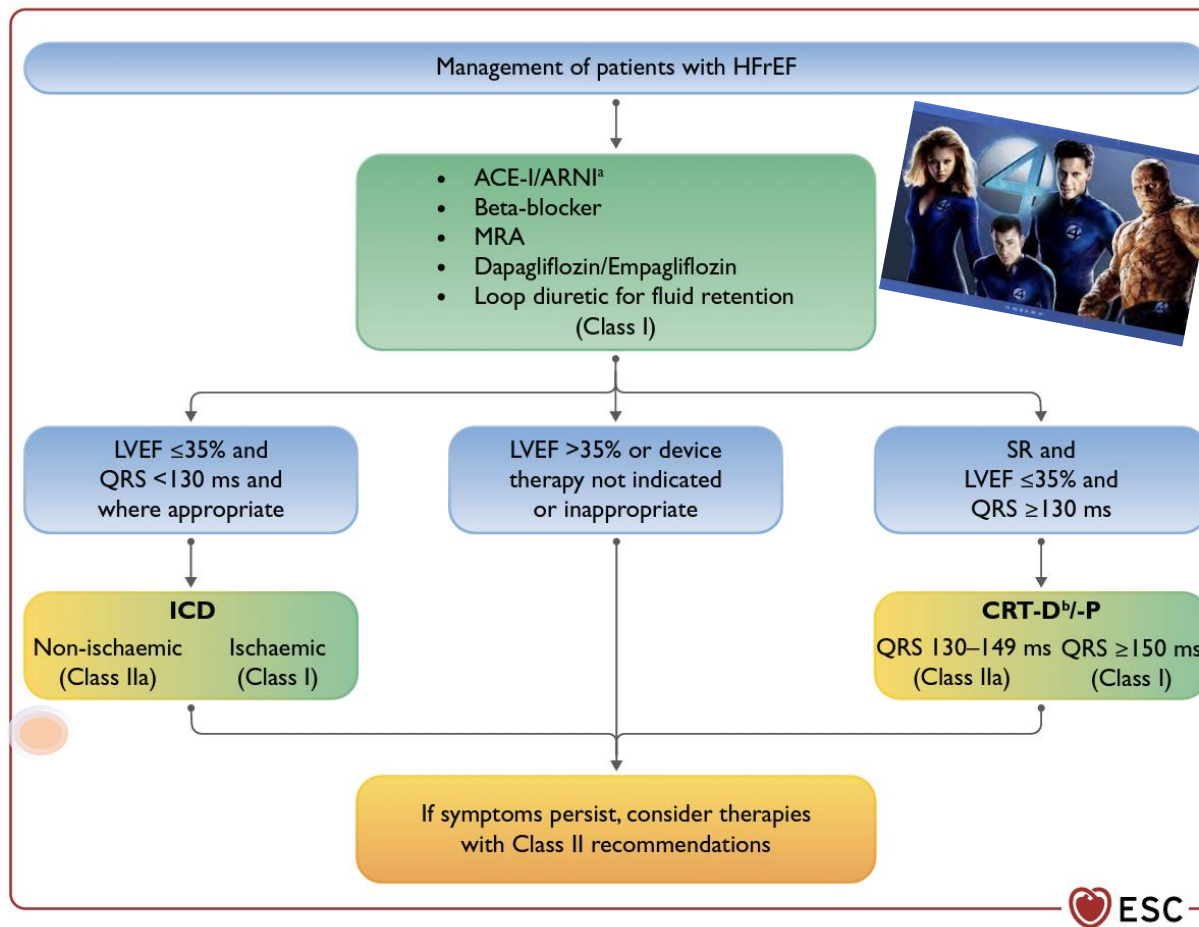 Management of patients with HFrEF
• ACE-I/ARNIᵃ
• Beta-blocker
• MRA
• Dapagliflozin/Empagliflozin
• Loop diuretic for fluid retention
(Class I)
4
LVEF ≤35% and
QRS <130 ms and
where appropriate
LVEF >35% or device
therapy not indicated
or inappropriate
SR and
LVEF ≤35% and
QRS ≥130 ms
ICD
Non-ischaemic
(Class IIa)
Ischaemic
(Class I)
CRT-Dᵇ/-P
QRS 130–149 ms
(Class IIa)
QRS ≥150 ms
(Class I)
If symptoms persist, consider therapies
with Class II recommendations
ESC